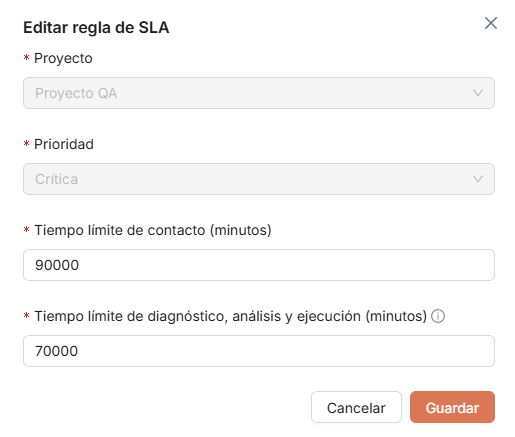 Editar regla de SLA
* Proyecto
Proyecto QA
* Prioridad
Crítica
* Tiempo límite de contacto (minutos)
90000
* Tiempo límite de diagnóstico, análisis y ejecución (minutos)
70000
Cancelar Guardar